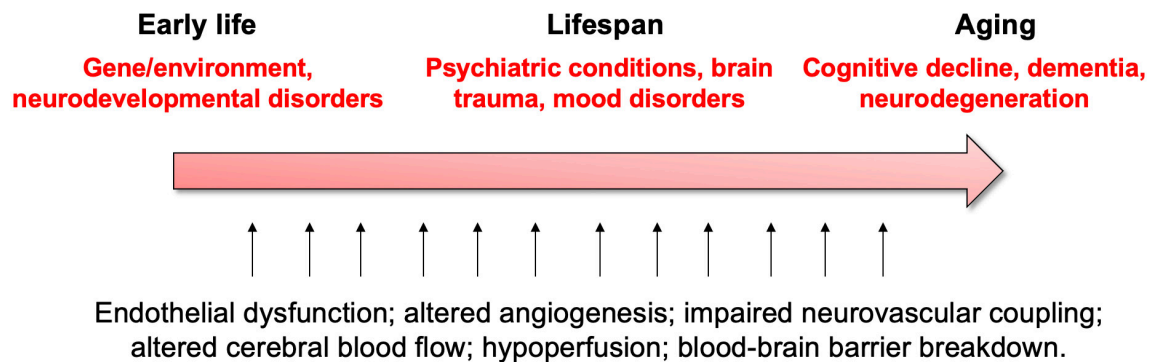 Early life
Lifespan
Aging
Gene/environment,
neurodevelopmental disorders
Psychiatric conditions, brain
trauma, mood disorders
Cognitive decline, dementia,
neurodegeneration
Endothelial dysfunction; altered angiogenesis; impaired neurovascular coupling;
altered cerebral blood flow; hypoperfusion; blood-brain barrier breakdown.